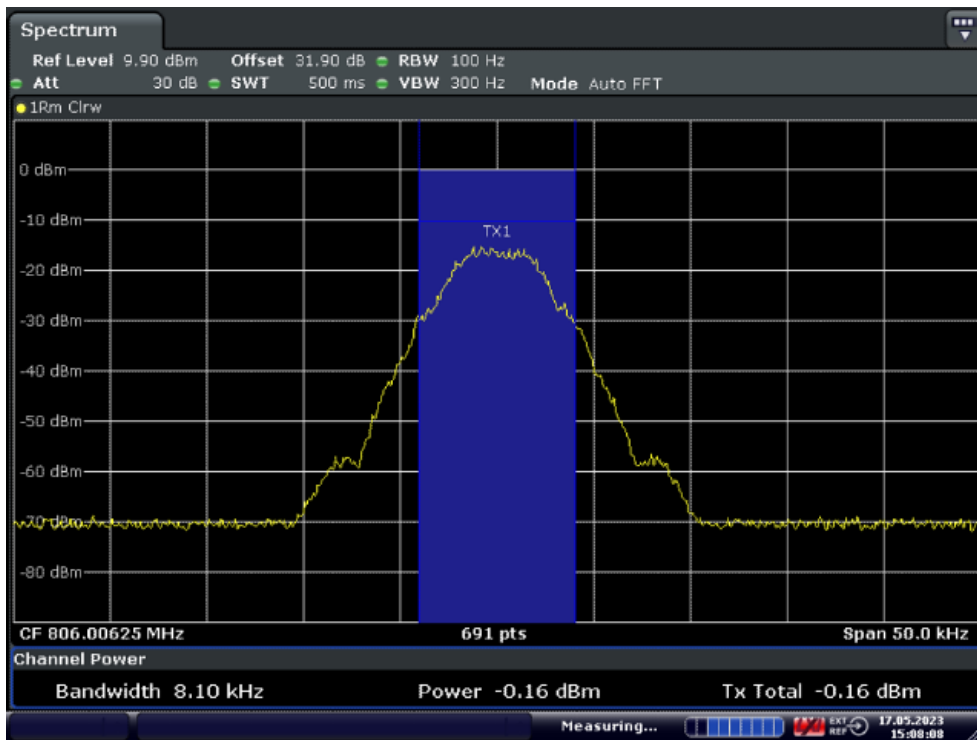 Spectrum
Ref Level 9.90 dBm Offset 31.90 dB RBW 100 Hz
Att 30 dB SWT 500 ms VBW 300 Hz Mode Auto FFT
1Rm Clrw
0 dBm
-10 dBm
TX1
-20 dBm
-30 dBm
-40 dBm
-50 dBm
-60 dBm
-70 dBm
-80 dBm
CF 806.00625 MHz 691 pts Span 50.0 kHz
Channel Power
Bandwidth 8.10 kHz Power -0.16 dBm Tx Total -0.16 dBm
Measuring... EXT REF 17.05.2023
15:08:08